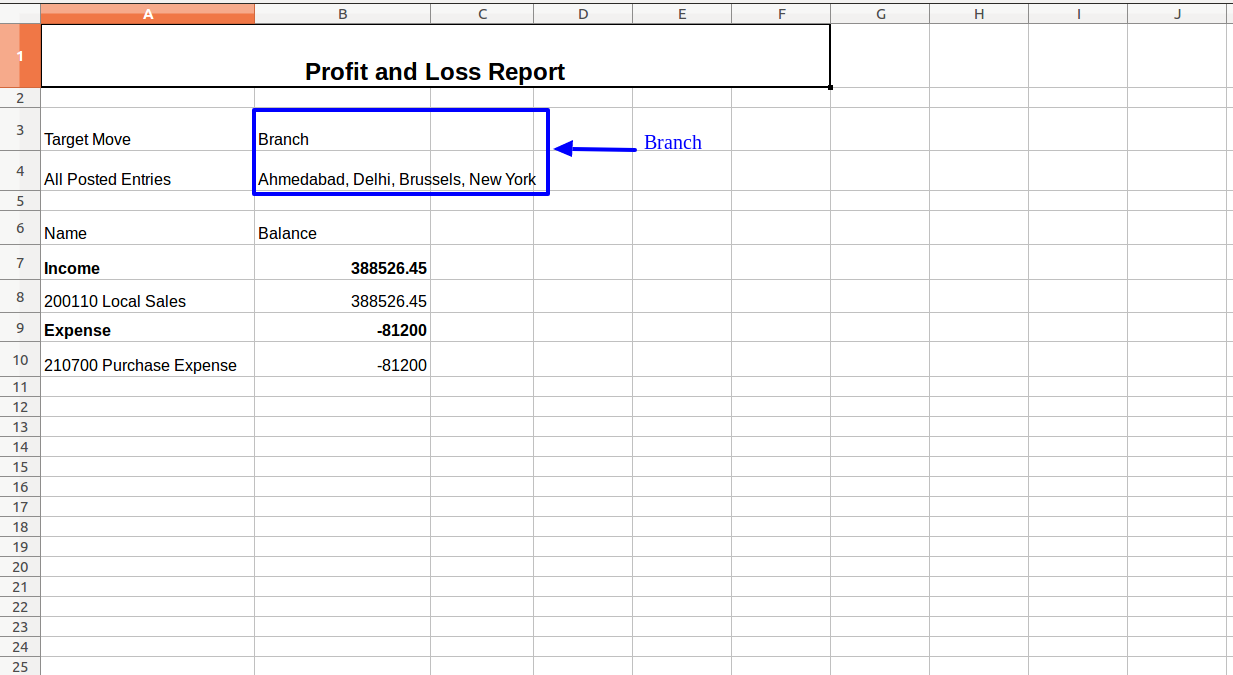 A B C D E F G H I J
1 Profit and Loss Report
2
3 Target Move Branch Branch
4 All Posted Entries Ahmedabad, Delhi, Brussels, New York
5
6 Name Balance
7 Income 388526.45
8 200110 Local Sales 388526.45
9 Expense -81200
10 210700 Purchase Expense -81200
11
12
13
14
15
16
17
18
19
20
21
22
23
24
25